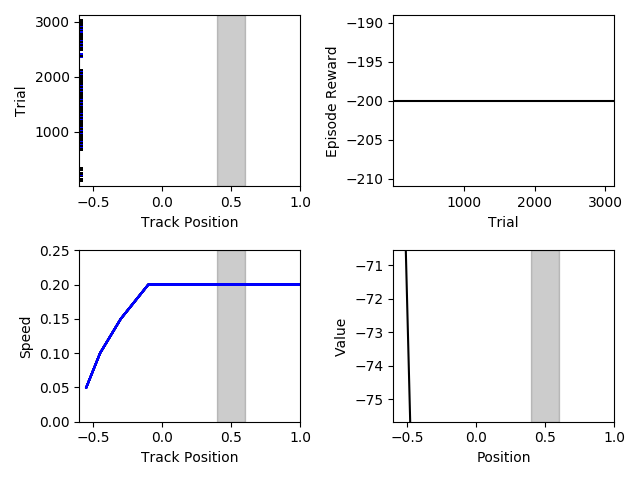 3000
2000
1000
Trial
−0.5 0.0 0.5 1.0
Track Position
−190
−195
−200
−205
−210
Episode Reward
1000 2000 3000
Trial
0.25
0.20
0.15
0.10
0.05
0.00
Speed
−0.5 0.0 0.5 1.0
Track Position
−71
−72
−73
−74
−75
Value
−0.5 0.0 0.5 1.0
Position